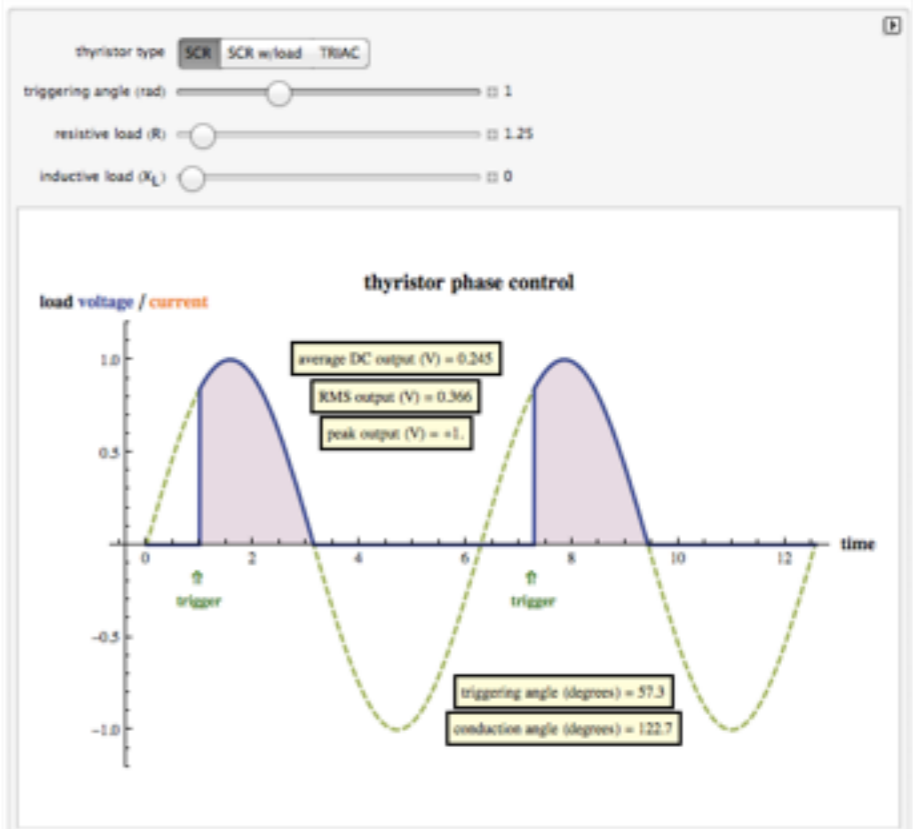 thyristor type SCR SCR w/load TRIAC
triggering angle (rad) 1
resistive load (R) 1.25
inductive load (XL) 0
thyristor phase control
load voltage / current
average DC output (V) = 0.245
RMS output (V) = 0.366
peak output (V) = +1.
1.0
0.5
-0.5
-1.0
0 2 4 6 8 10 12
time
trigger trigger
triggering angle (degrees) = 57.3
conduction angle (degrees) = 122.7